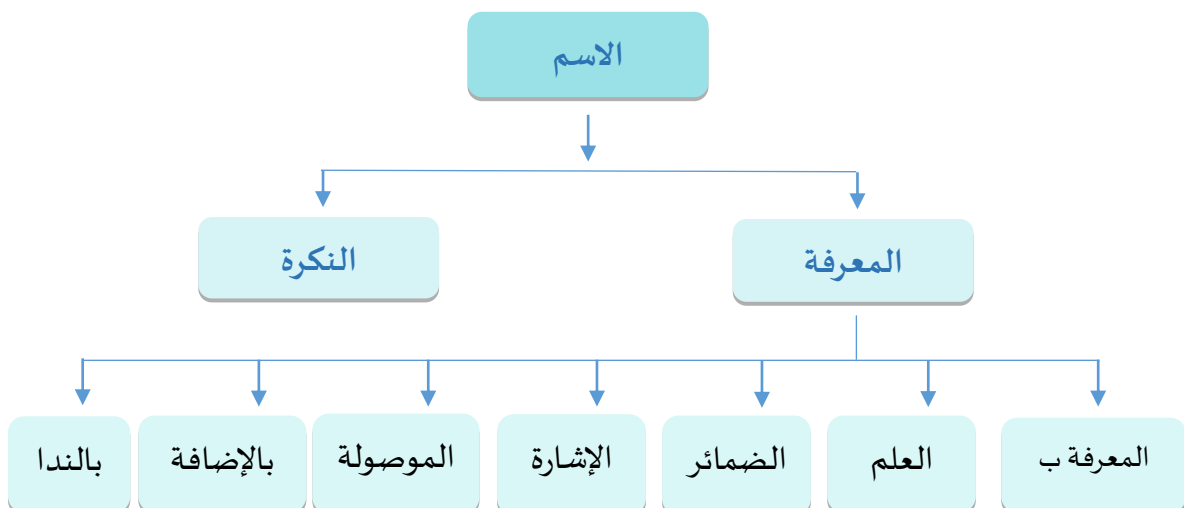 الاسم
المعرفة
النكرة
المعرفة ب
العلم
الضمائر
الإشارة
الموصولة
بالإضافة
بالندا